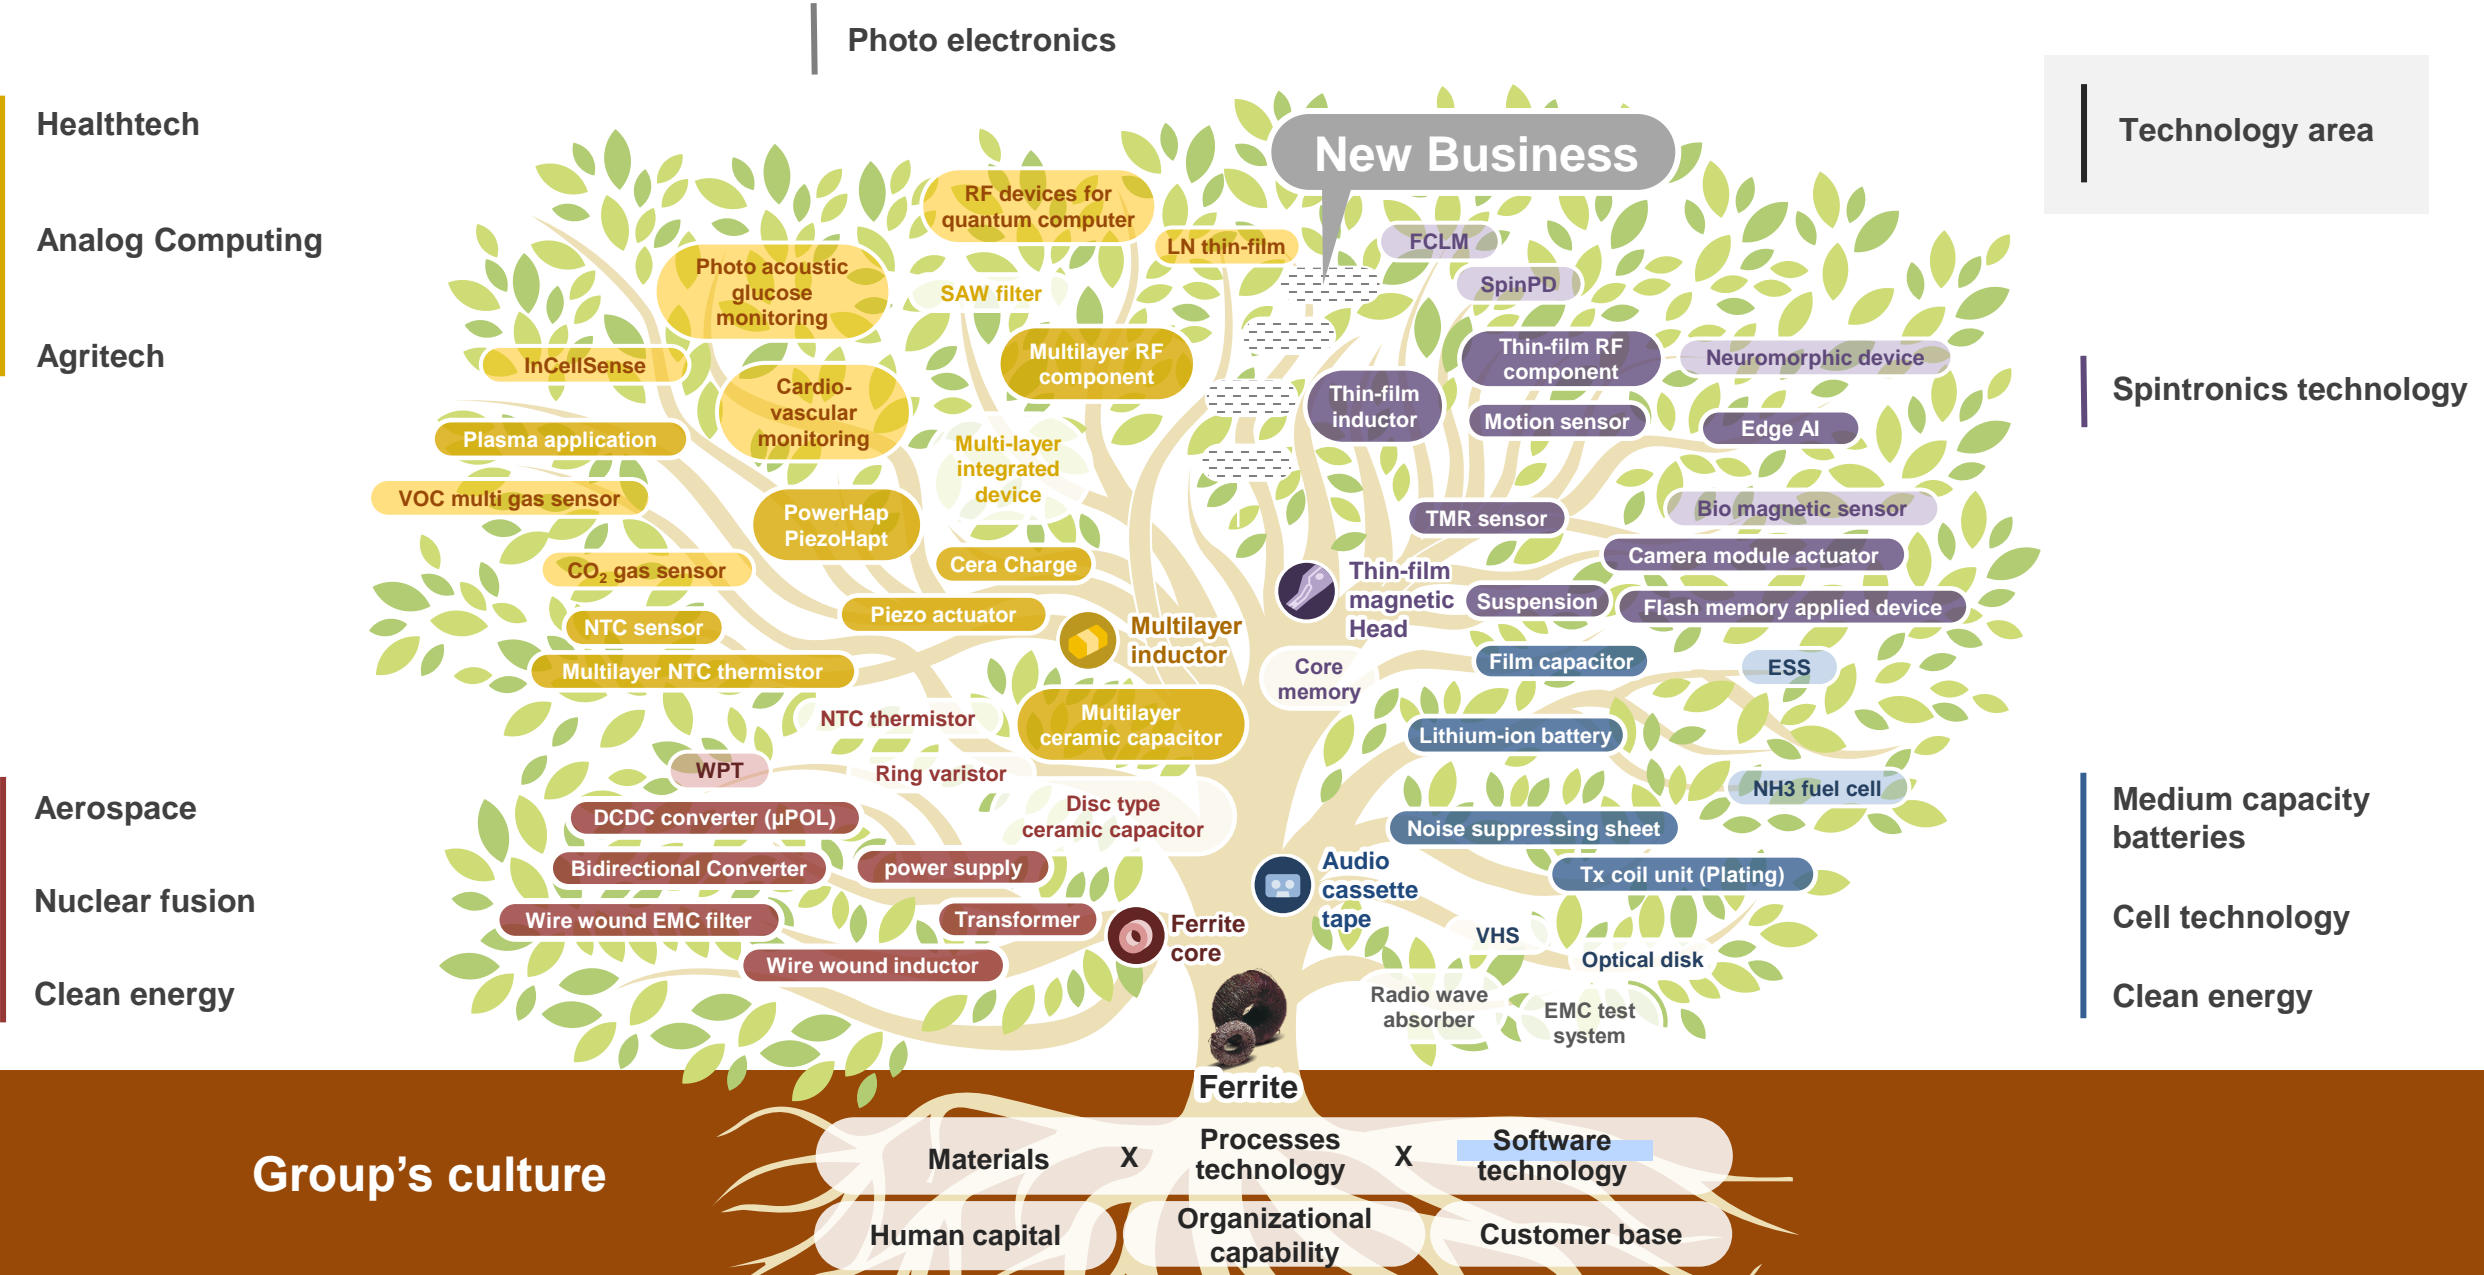 Photo electronics
Healthtech
Analog Computing
Agritech
Technology area
New Business
RF devices for
quantum computer
LN thin-film
FCLM
SpinPD
Photo acoustic
glucose
monitoring
SAW filter
InCellSense
Cardio-
vascular
monitoring
Multilayer RF
component
Thin-film
inductor
Thin-film RF
component
Neuromorphic device
Motion sensor
Edge AI
Spintronics technology
Plasma application
Multi-layer
integrated
device
VOC multi gas sensor
PowerHap
PiezoHapt
TMR sensor
Bio magnetic sensor
CO₂ gas sensor
Cera Charge
Camera module actuator
Thin-film
magnetic
Head
Suspension
Flash memory applied device
NTC sensor
Piezo actuator
Multilayer
inductor
Multilayer NTC thermistor
Core
memory
Film capacitor
ESS
NTC thermistor
Multilayer
ceramic capacitor
Lithium-ion battery
WPT
Ring varistor
NH3 fuel cell
Disc type
ceramic capacitor
Aerospace
Nuclear fusion
Clean energy
DCDC converter (μPOL)
Bidirectional Converter
power supply
Wire wound EMC filter
Transformer
Wire wound inductor
Ferrite
core
Noise suppressing sheet
Audio
cassette
tape
Tx coil unit (Plating)
VHS
Optical disk
Radio wave
absorber
EMC test
system
Medium capacity
batteries
Cell technology
Clean energy
Ferrite
Group’s culture
Materials
X
Processes
technology
X
Software
technology
Human capital
Organizational
capability
Customer base